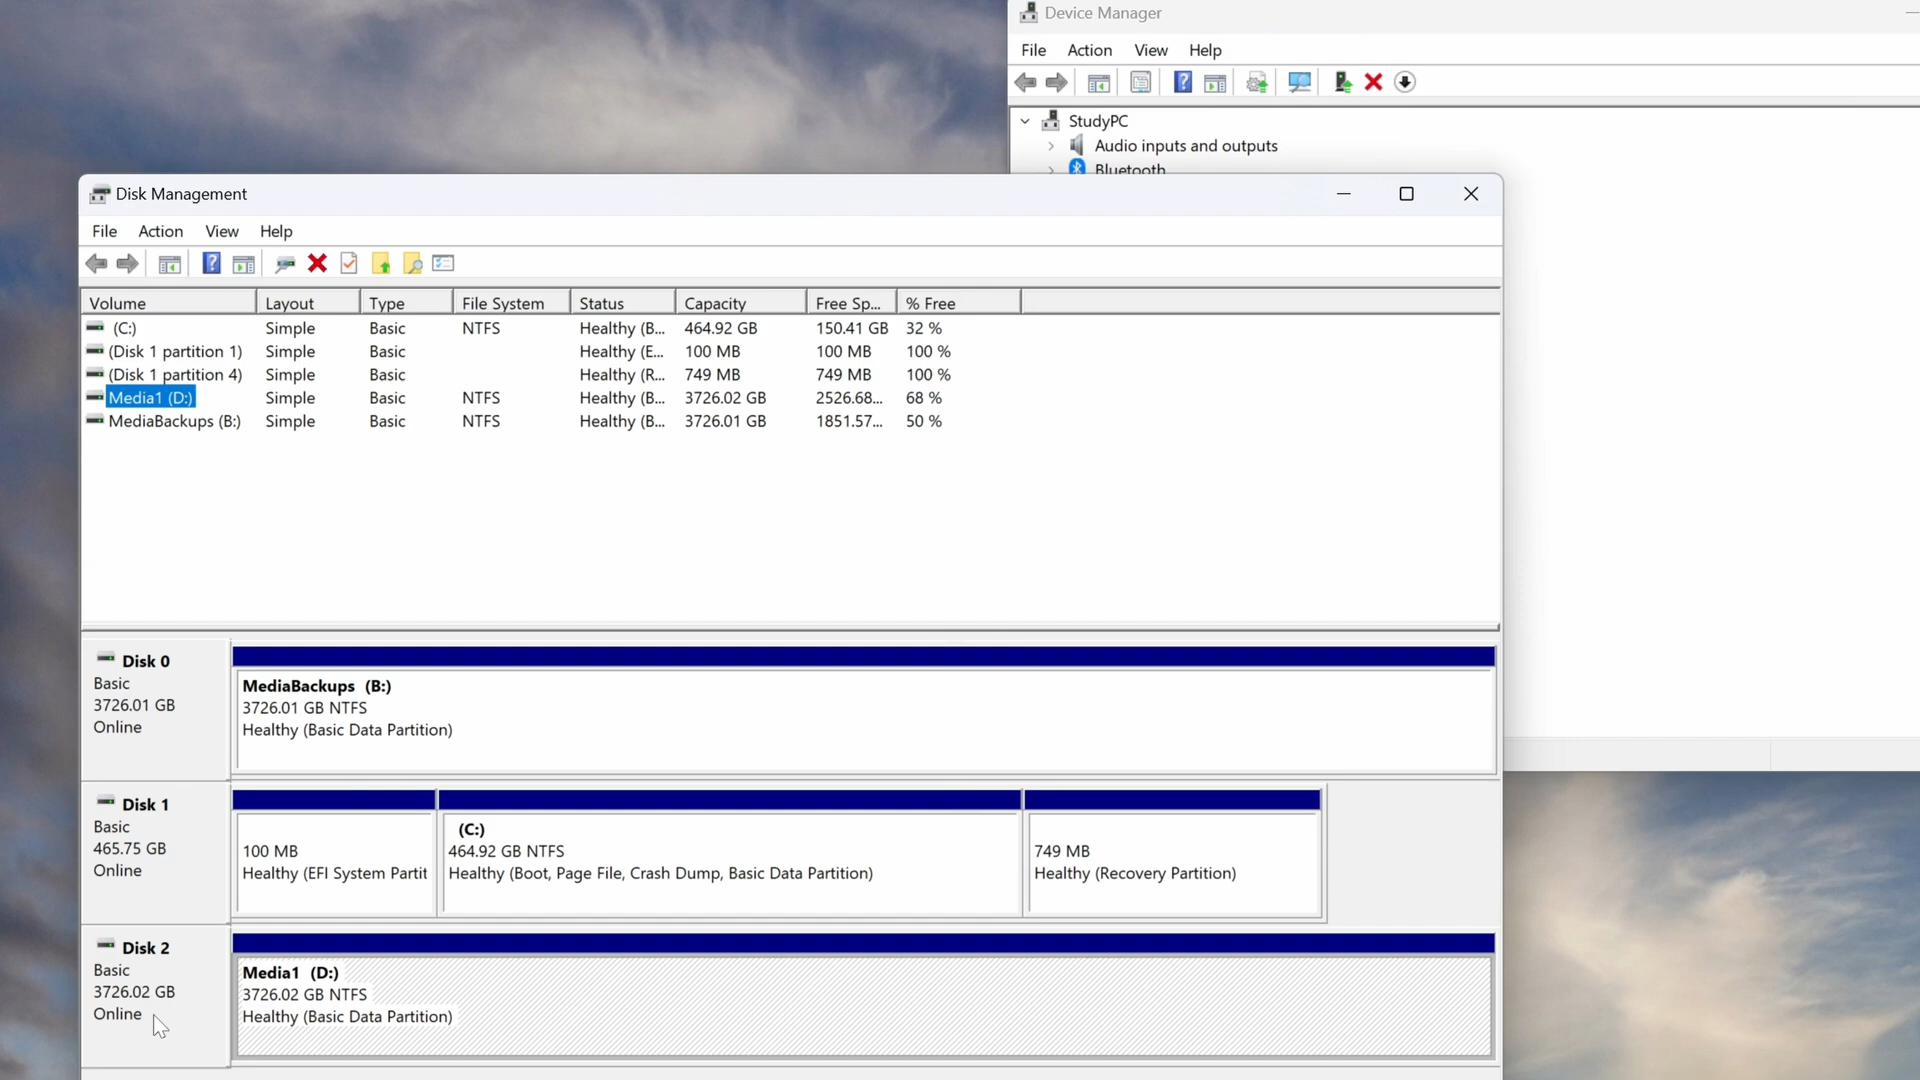 Device Manager
File Action View Help
StudyPC
Audio inputs and outputs
Bluetooth
Disk Management
File Action View Help
Volume Layout Type File System Status Capacity Free Sp... % Free
(C:) Simple Basic NTFS Healthy (B... 464.92 GB 150.41 GB 32 %
(Disk 1 partition 1) Simple Basic Healthy (E... 100 MB 100 MB 100 %
(Disk 1 partition 4) Simple Basic Healthy (R... 749 MB 749 MB 100 %
Media1 (D:) Simple Basic NTFS Healthy (B... 3726.02 GB 2526.68... 68 %
MediaBackups (B:) Simple Basic NTFS Healthy (B... 3726.01 GB 1851.57... 50 %
Disk 0
Basic
3726.01 GB
Online
MediaBackups (B:)
3726.01 GB NTFS
Healthy (Basic Data Partition)
Disk 1
Basic
465.75 GB
Online
100 MB
Healthy (EFI System Partit
(C:)
464.92 GB NTFS
Healthy (Boot, Page File, Crash Dump, Basic Data Partition)
749 MB
Healthy (Recovery Partition)
Disk 2
Basic
3726.02 GB
Online
Media1 (D:)
3726.02 GB NTFS
Healthy (Basic Data Partition)